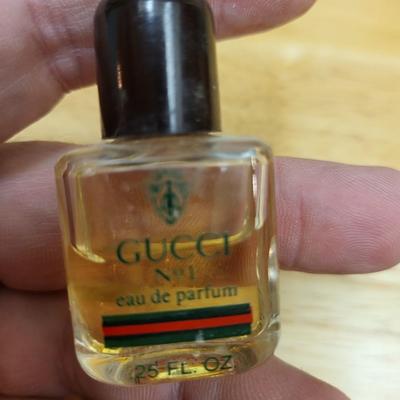 GUCCI
Nº1
eau de parfum
.25 FL. OZ.